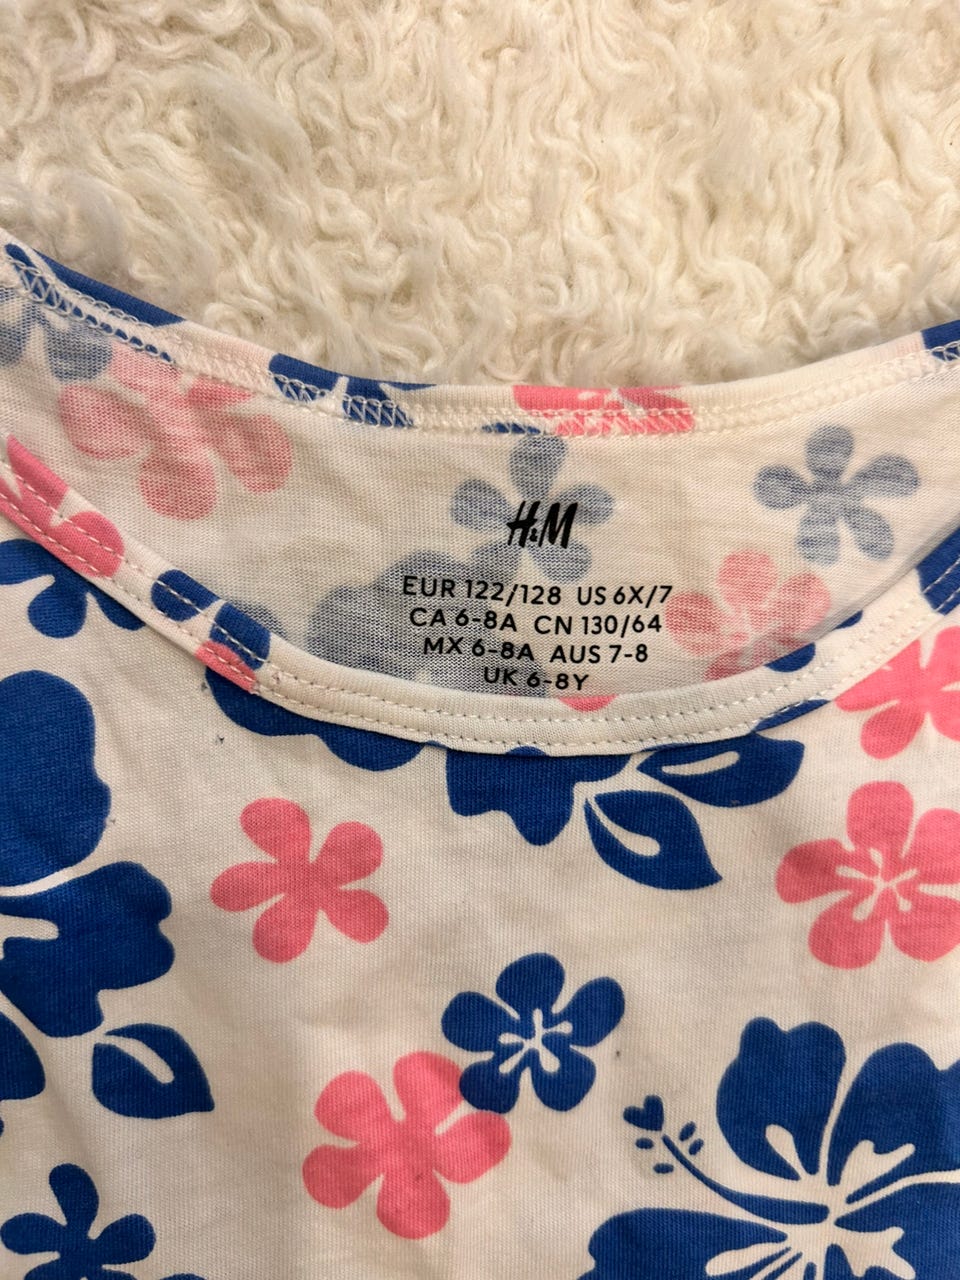 H&M
EUR 122/128 US 6X/7
CA 6-8A CN 130/64
MX 6-8A AUS 7-8
UK 6-8Y